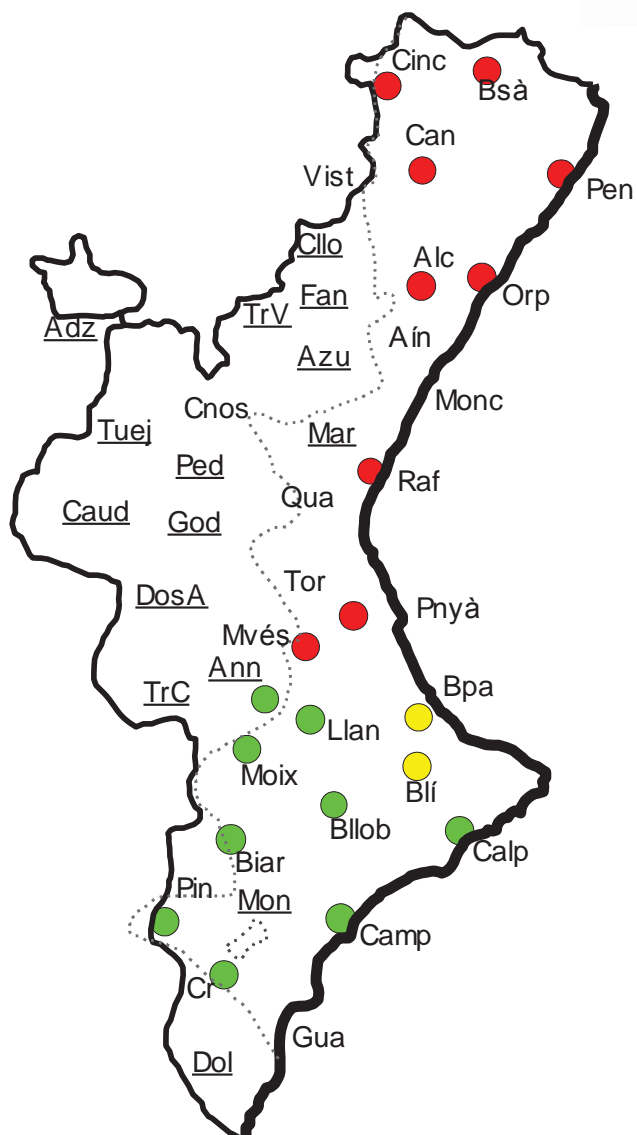 Cinc
Bsà
Can
Vist
Pen
Cllo
Alc
Fan
TrV
Orp
Adz
Aín
Azu
Monc
Cnos
Tuej
Mar
Ped
Qua
Raf
Caud
God
Tor
DosA
Pnyà
Mvés
Ann
Bpa
TrC
Llan
Moix
Blí
Bllob
Calp
Biar
Pin
Mon
Camp
Cr
Gua
Dol